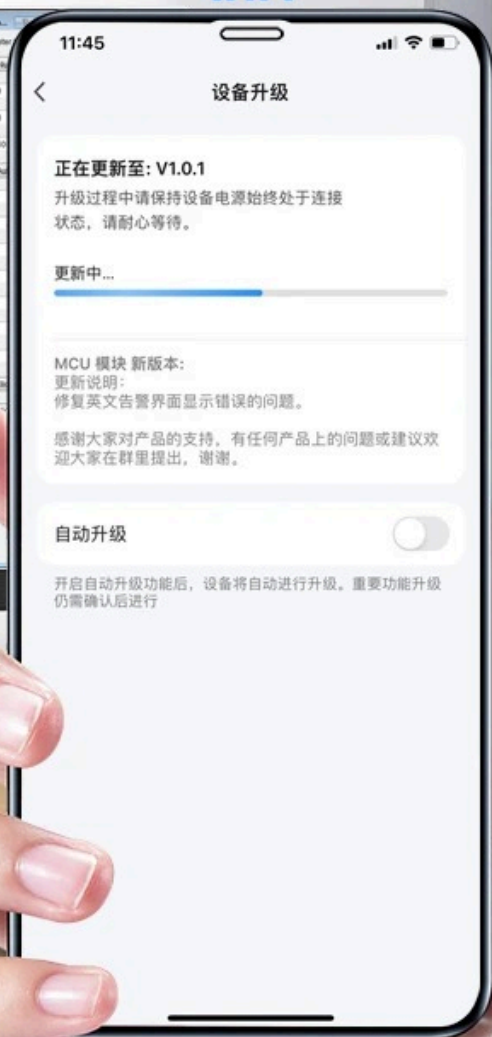 11:45
设备升级
正在更新至: V1.0.1
升级过程中请保持设备电源始终处于连接
状态，请耐心等待。
更新中...
MCU 模块 新版本:
更新说明:
修复英文告警界面显示错误的问题。
感谢大家对产品的支持，有任何产品上的问题或建议欢
迎大家在群里提出，谢谢。
自动升级
开启自动升级功能后，设备将自动进行升级。重要功能升级
仍需确认后进行